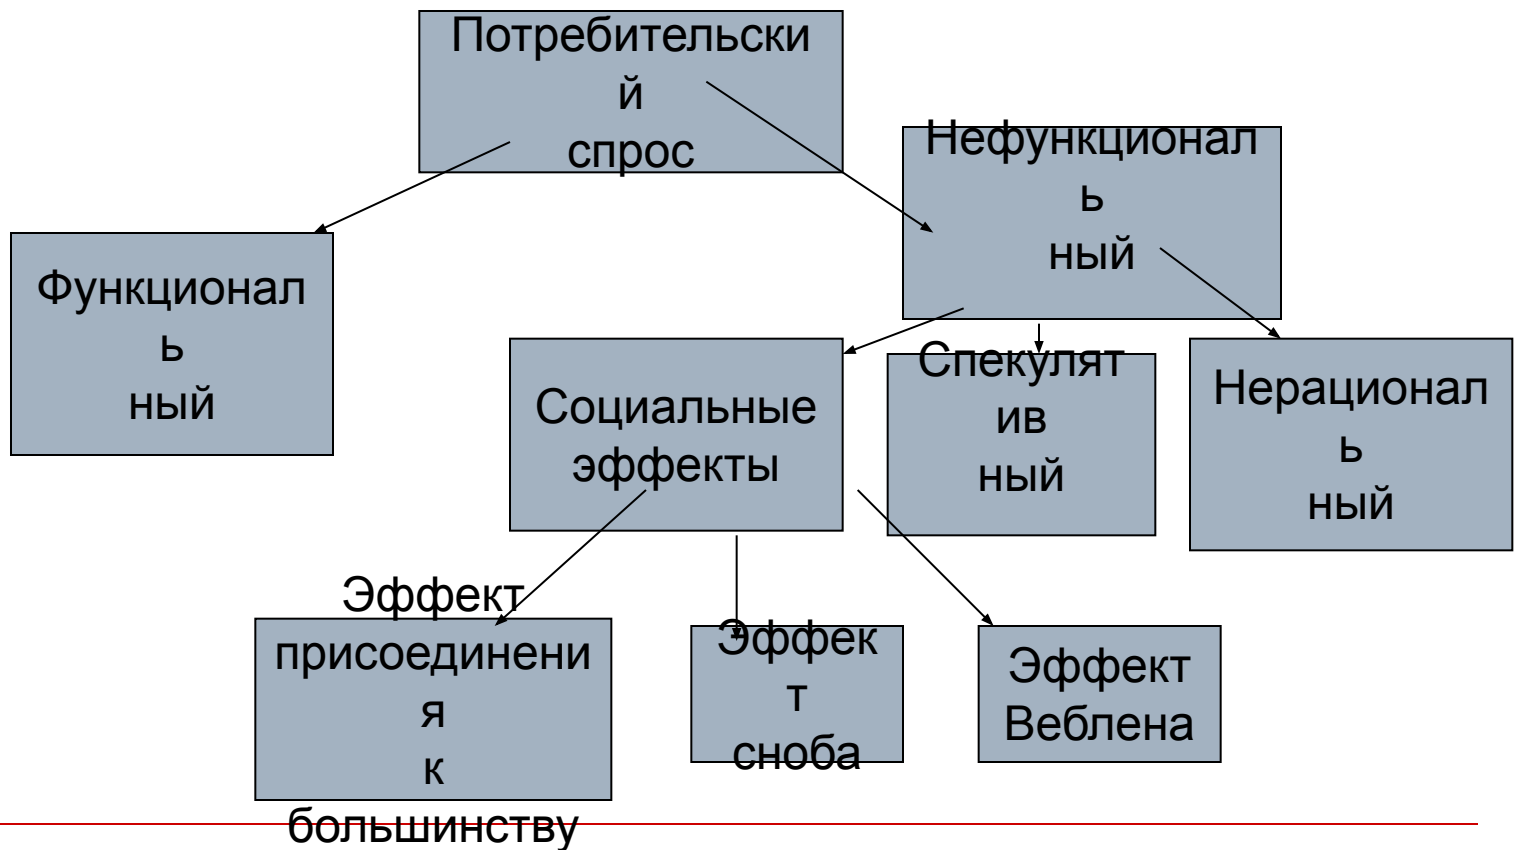 Потребительски
й
спрос
Нефункционал
ь
ный
Функционал
ь
ный
Социальные
эффекты
Спекулят
ив
ный
Нерационал
ь
ный
Эффект
присоединени
я
к
большинству
Эффек
т
сноба
Эффект
Веблена